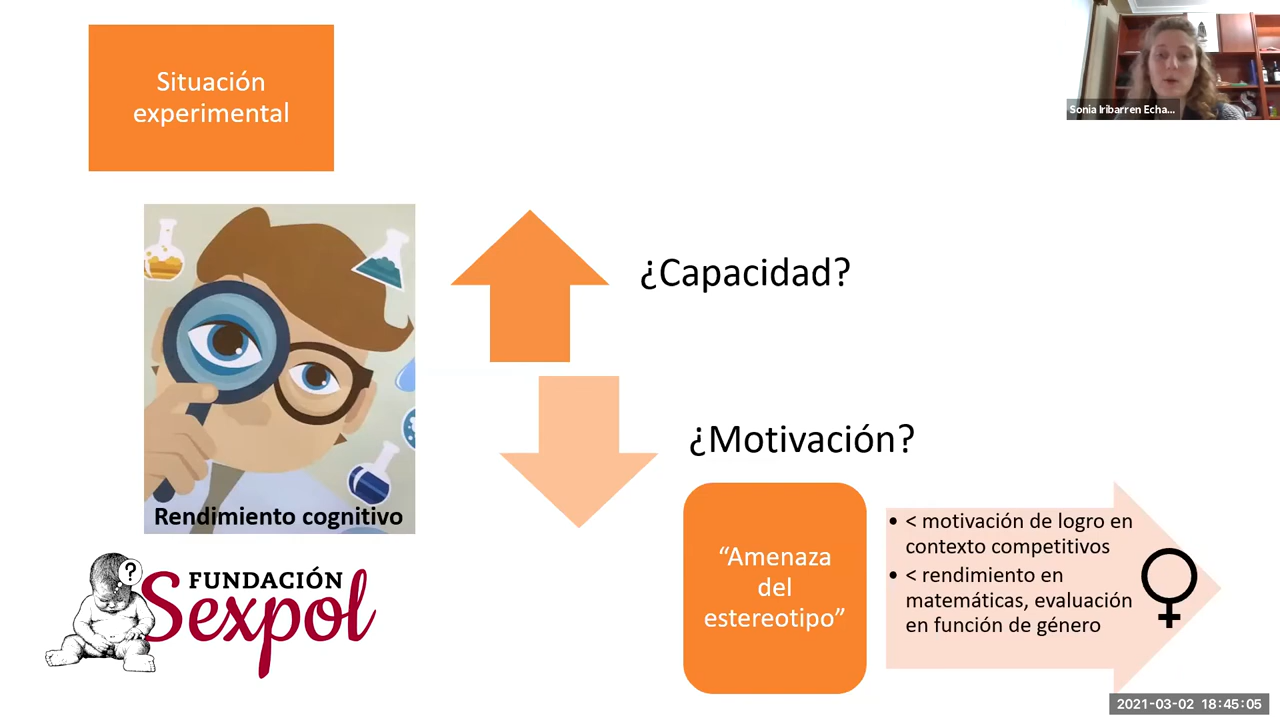 Situación
experimental
Sonia Iribarren Echa...
¿Capacidad?
¿Motivación?
Rendimiento cognitivo
?
FUNDACIÓN
Sexpol
“Amenaza
del
estereotipo”
• < motivación de logro en
contexto competitivos
• < rendimiento en
matemáticas, evaluación
en función de género
2021-03-02 18:45:05